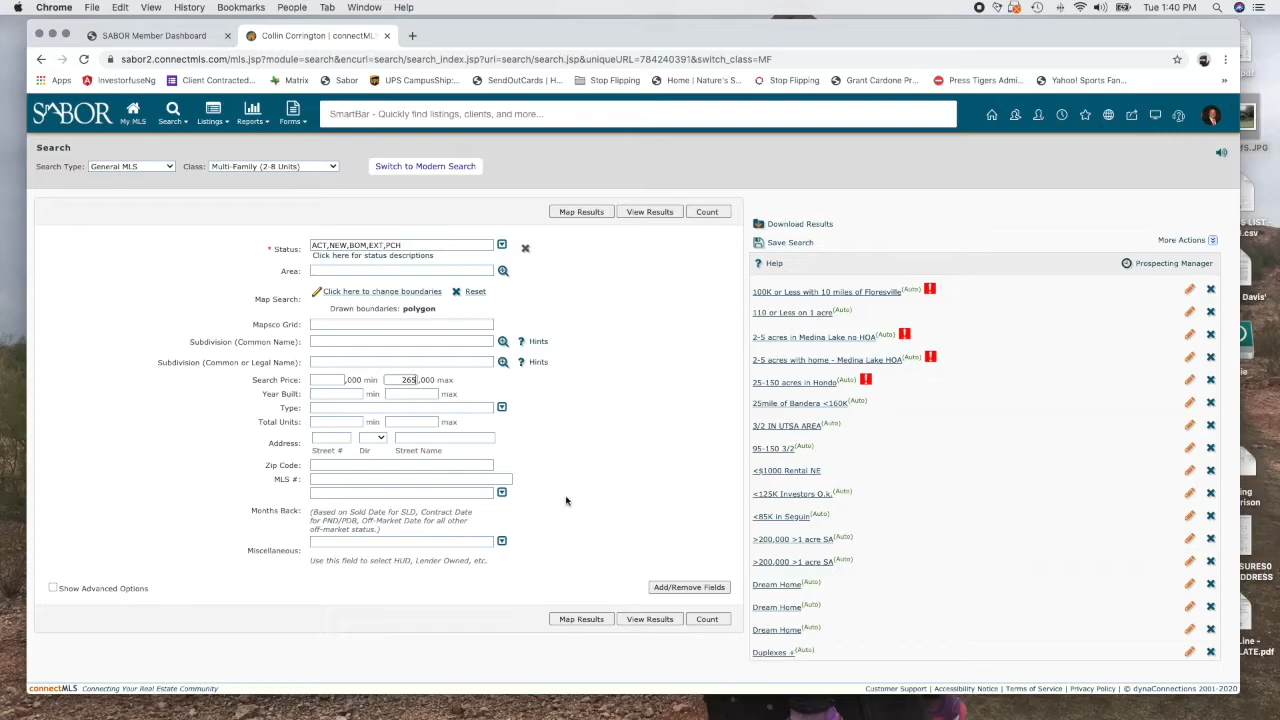 Chrome File Edit View History Bookmarks People Tab Window Help Tue 1:40 PM
SABOR Member Dashboard × Collin Corrington | connectMLS × +
sabor2.connectmls.com/mls.jsp?module=search&encurl=search/search_index.jsp?uri=search/search.jsp&uniqueURL=784240391&switch_class=MF
Apps InvestorfuseNg Client Contracted... Matrix Sabor UPS CampusShip:... SendOutCards | H... Stop Flipping Home | Nature's S... Stop Flipping Grant Cardone Pr... Press Tigers Admi... Yahoo! Sports Fan... »
SABOR My MLS Search Listings Reports Forms SmartBar - Quickly find listings, clients, and more...
Search
Search Type: General MLS Class: Multi-Family (2-8 Units) Switch to Modern Search
Map Results View Results Count
* Status: ACT,NEW,BOM,EXT,PCH
Click here for status descriptions
Area:
Map Search: Click here to change boundaries Reset
Drawn boundaries: polygon
Mapsco Grid:
Subdivision (Common Name): ? Hints
Subdivision (Common or Legal Name): ? Hints
Search Price: ,000 min 265,000 max
Year Built: min max
Type:
Total Units: min max
Address:
Street # Dir Street Name
Zip Code:
MLS #:
Months Back: (Based on Sold Date for SLD, Contract Date
for PND/PDB, Off-Market Date for all other
off-market status.)
Miscellaneous:
Use this field to select HUD, Lender Owned, etc.
Show Advanced Options Add/Remove Fields
Map Results View Results Count
Download Results
Save Search More Actions
? Help Prospecting Manager
100K or Less with 10 miles of Floresville (Auto)
110 or Less on 1 acre (Auto)
2-5 acres in Medina Lake no HOA (Auto)
2-5 acres with home - Medina Lake HOA (Auto)
25-150 acres in Hondo (Auto)
25mile of Bandera <160K (Auto)
3/2 IN UTSA AREA (Auto)
95-150 3/2 (Auto)
<$1000 Rental NE
<125K Investors O.k. (Auto)
<85K in Seguin (Auto)
>200,000 >1 acre SA (Auto)
>200,000 >1 acre SA (Auto)
Dream Home (Auto)
Dream Home (Auto)
Dream Home (Auto)
Duplexes + (Auto)
connectMLS Connecting Your Real Estate Community Customer Support | Accessibility Notice | Terms of Service | Privacy Policy | © dynaConnections 2001-2020